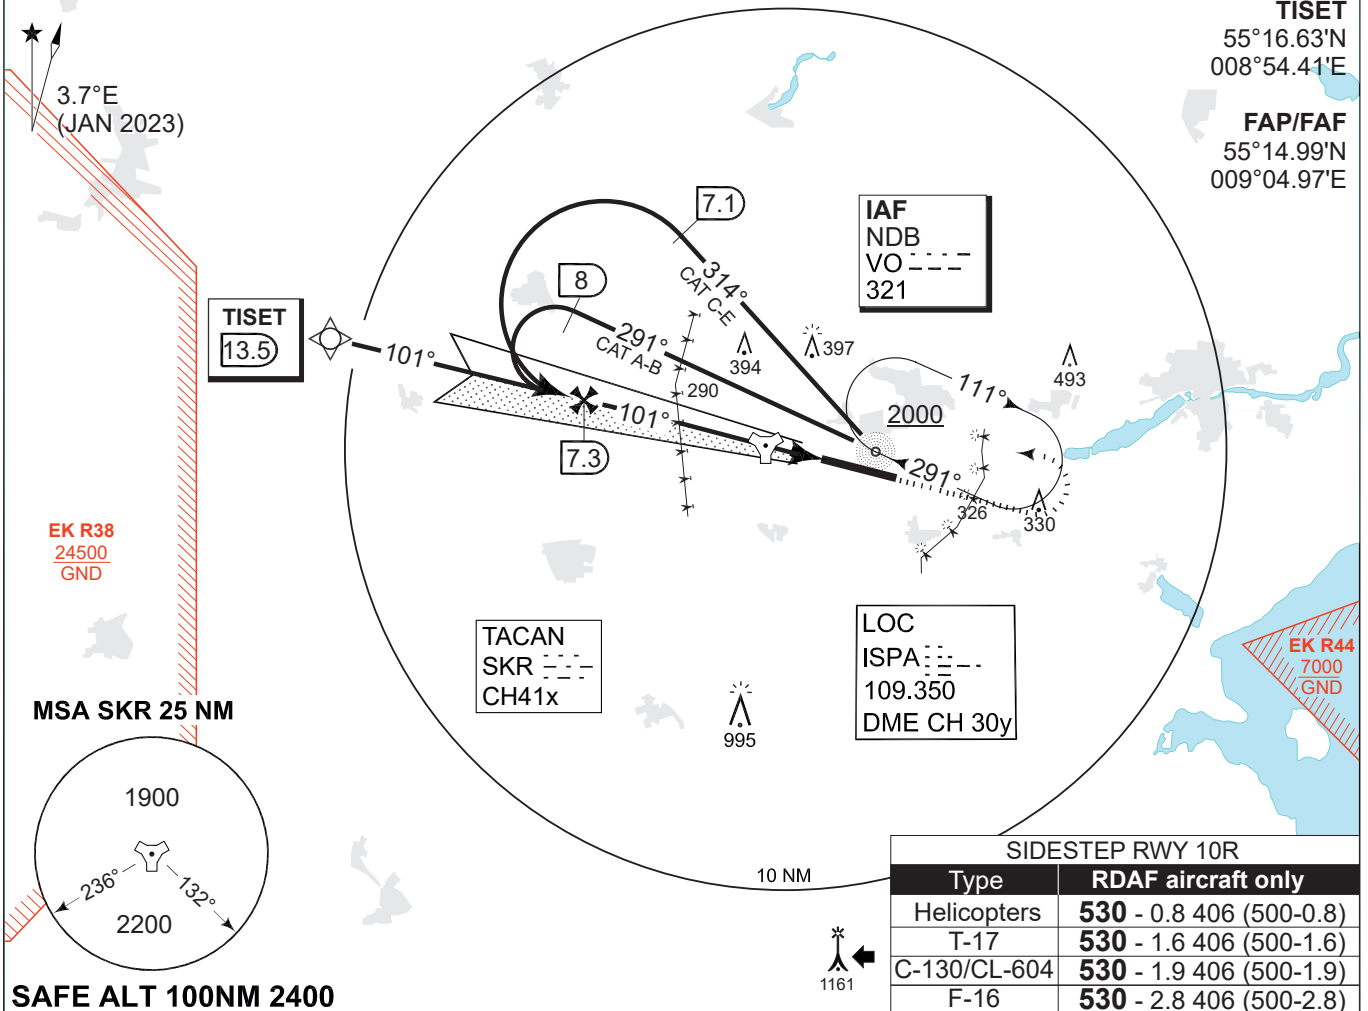 TISET
55°16.63'N
008°54.41'E
3.7°E
(JAN 2023)
FAP/FAF
55°14.99'N
009°04.97'E
7.1
IAF
NDB
VO
321
314°
CAT C-E
8
TISET
13.5
291°
CAT A-B
101°
394
397
493
290
111°
2000
101°
7.3
291°
326
330
EK R38
24500
GND
TACAN
SKR
CH41x
LOC
ISPA
109.350
DME CH 30y
EK R44
7000
GND
995
MSA SKR 25 NM
1900
236°
132°
2200
10 NM
SAFE ALT 100NM 2400
1161
SIDESTEP RWY 10R
Type RDAF aircraft only
Helicopters 530 - 0.8 406 (500-0.8)
T-17 530 - 1.6 406 (500-1.6)
C-130/CL-604 530 - 1.9 406 (500-1.9)
F-16 530 - 2.8 406 (500-2.8)